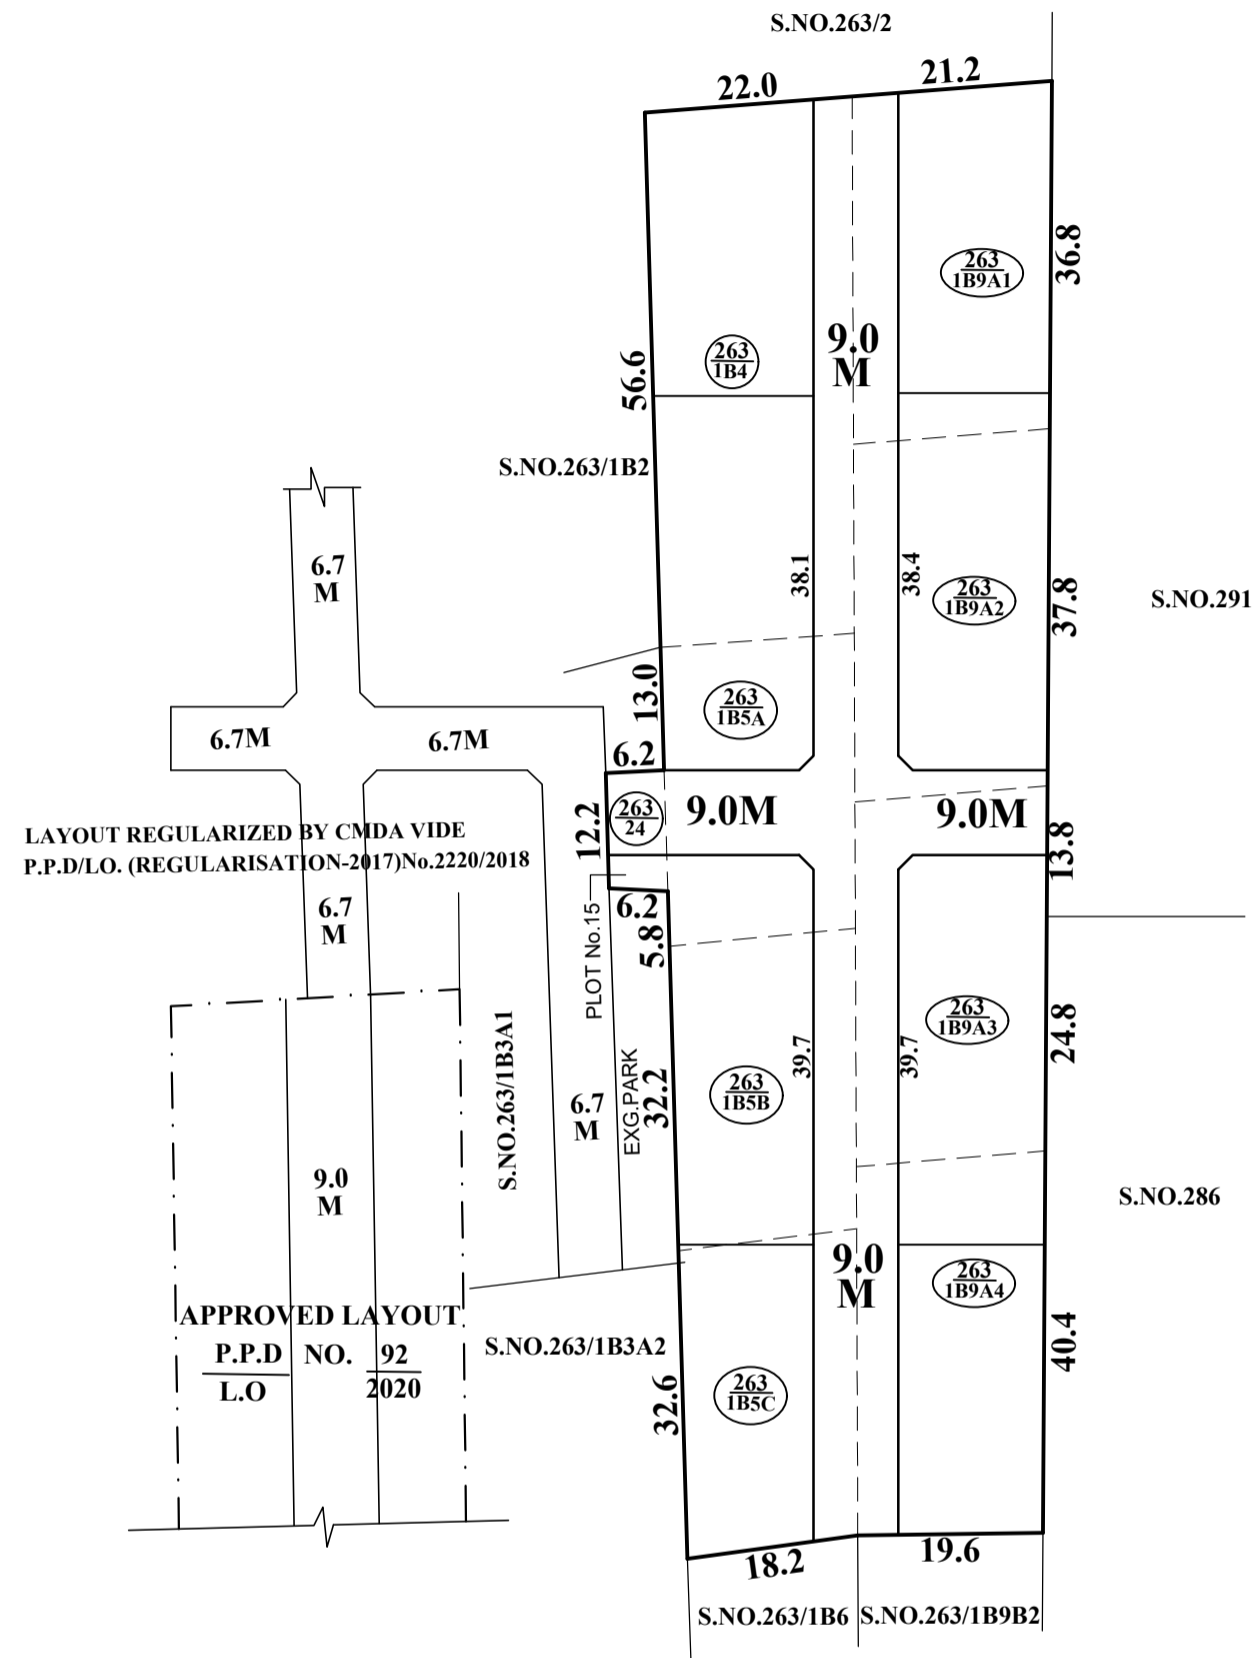 S.NO.263/2
22.0
21.2
36.8
263
1B9A1
9.0
M
263
1B4
56.6
S.NO.263/1B2
6.7
M
38.1
38.4
263
1B9A2
37.8
S.NO.291
13.0
263
1B5A
6.7M
6.7M
6.2
12.2
263
24
9.0M
9.0M
13.8
LAYOUT REGULARIZED BY CMDA VIDE
P.P.D/LO. (REGULARISATION-2017)No.2220/2018
6.7
M
6.2
5.8
PLOT No.15
S.NO.263/1B3A1
263
1B9A3
24.8
39.7
39.7
6.7
M
EXG.PARK
32.2
263
1B5B
9.0
M
S.NO.286
9.0
M
263
1B9A4
APPROVED LAYOUT
P.P.D
L.O
NO.
92
2020
S.NO.263/1B3A2
32.6
263
1B5C
40.4
18.2
19.6
S.NO.263/1B6
S.NO.263/1B9B2